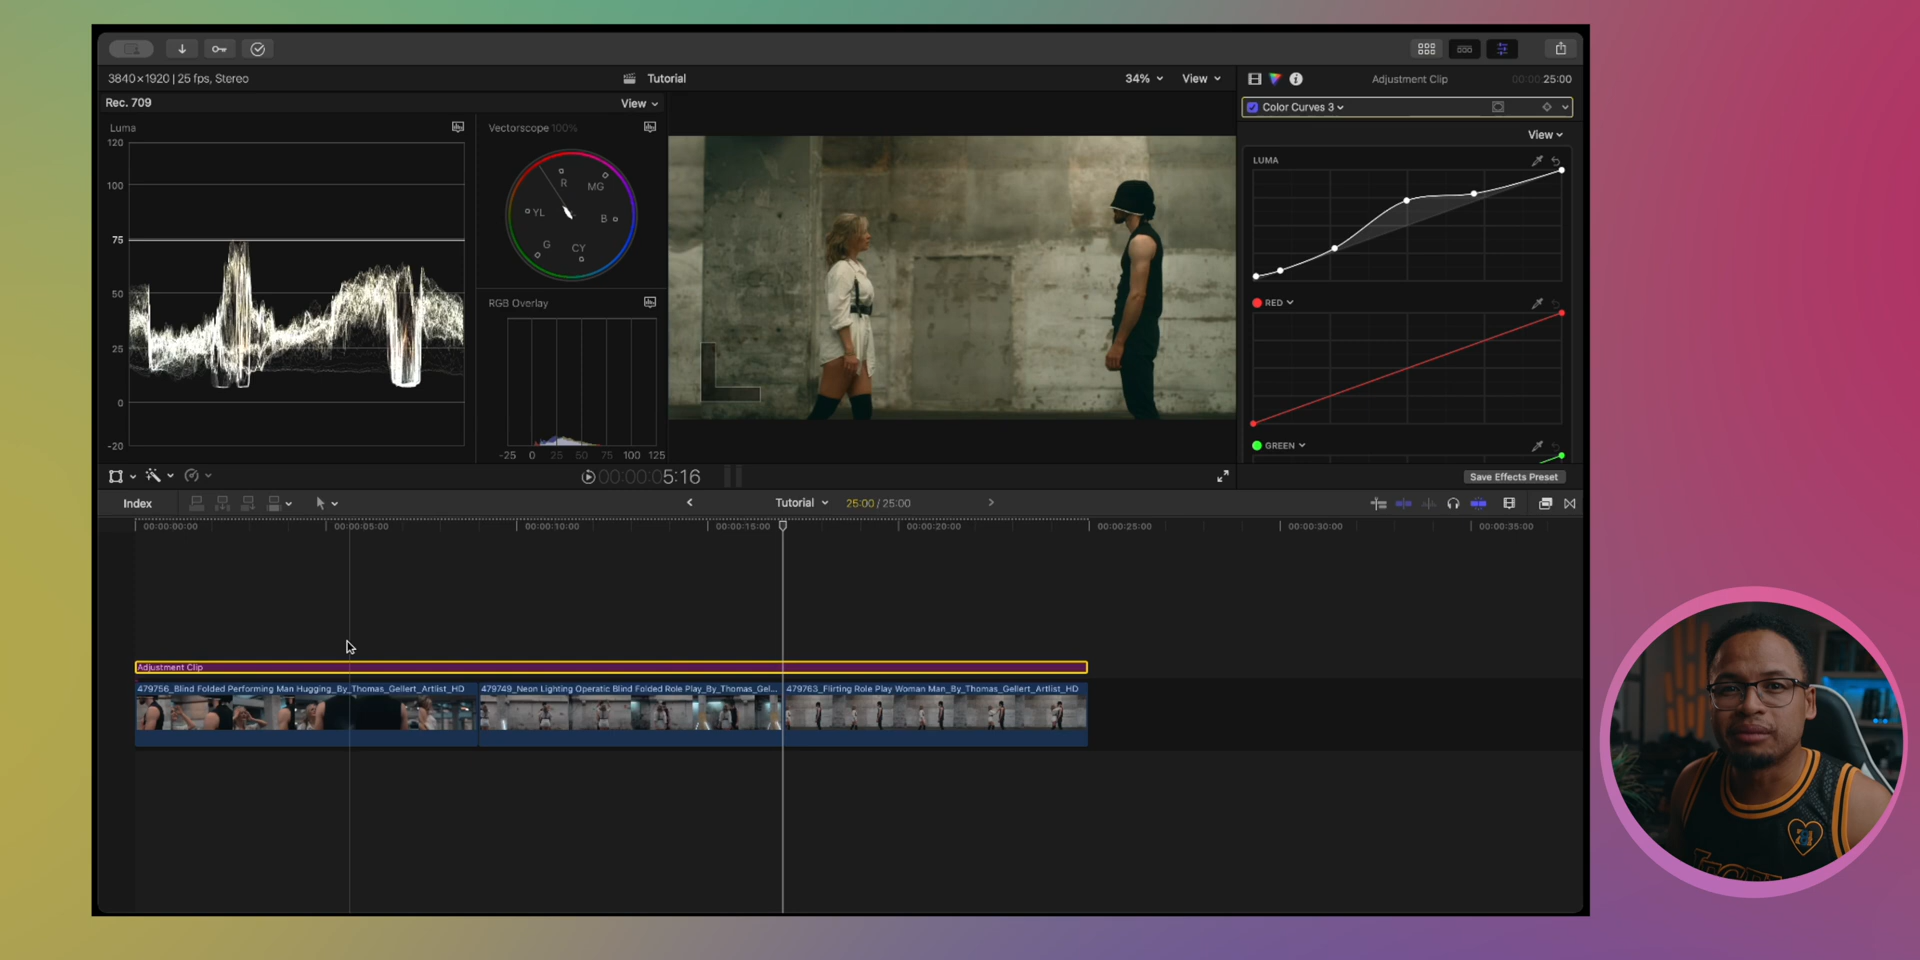 3840×1920 | 25 fps, Stereo
Tutorial
34%
View
Adjustment Clip
00:00:25:00
Rec. 709
View
Color Curves 3
Luma
Vectorscope 100%
View
120
100
75
50
25
0
-20
R
MG
YL
B
G
CY
RGB Overlay
-25 0 25 50 75 100 125
LUMA
RED
GREEN
00:00:00:05:16
Save Effects Preset
Index
Tutorial
25:00 / 25:00
00:00:00:00
00:00:05:00
00:00:10:00
00:00:15:00
00:00:20:00
00:00:25:00
00:00:30:00
00:00:35:00
Adjustment Clip
479756_Blind Folded Performing Man Hugging_By_Thomas_Gellert_Artlist_HD
479749_Neon Lighting Operatic Blind Folded Role Play_By_Thomas_Gel...
479763_Flirting Role Play Woman Man_By_Thomas_Gellert_Artlist_HD